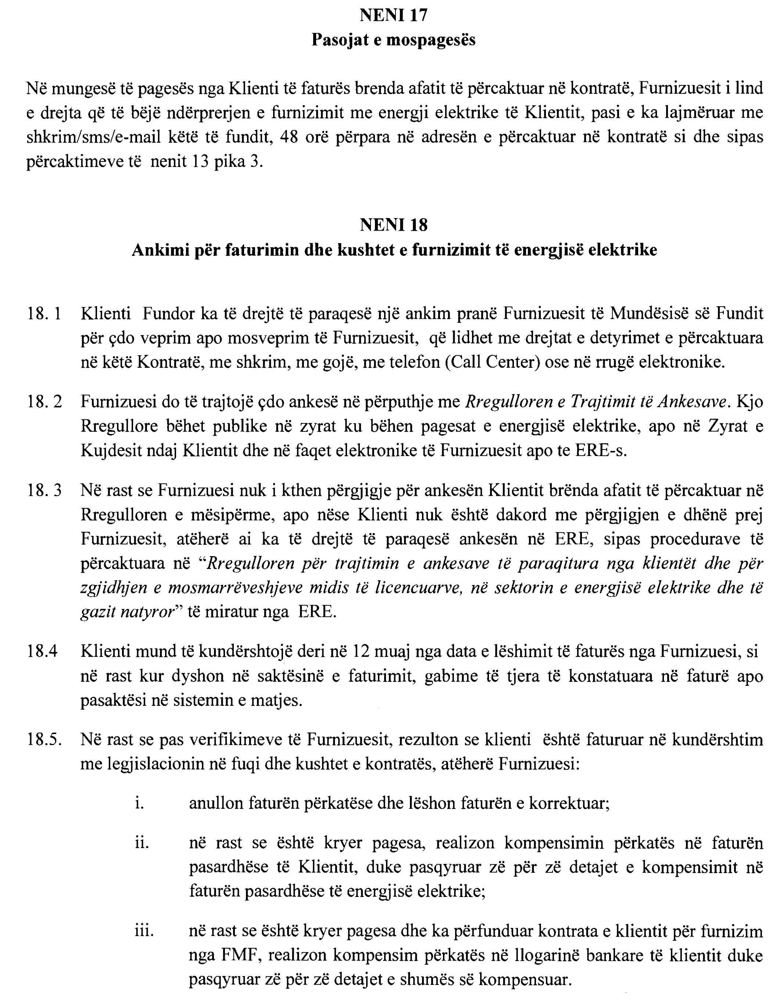 NENI 17
Pasojat e mospagesës
Në mungesë të pagesës nga Klienti të faturës brenda afatit të përcaktuar në kontratë, Furnizuesit i lind
e drejta që të bëjë ndërprerjen e furnizimit me energji elektrike të Klientit, pasi e ka lajmëruar me
shkrim/sms/e-mail këtë të fundit, 48 orë përpara në adresën e përcaktuar në kontratë si dhe sipas
përcaktimeve të nenit 13 pika 3.
NENI 18
Ankimi për faturimin dhe kushtet e furnizimit të energjisë elektrike
18. 1 Klienti Fundor ka të drejtë të paraqesë një ankim pranë Furnizuesit të Mundësisë së Fundit
për çdo veprim apo mosveprim të Furnizuesit, që lidhet me drejtat e detyrimet e përcaktuara
në këtë Kontratë, me shkrim, me gojë, me telefon (Call Center) ose në rrugë elektronike.
18. 2 Furnizuesi do të trajtojë çdo ankesë në përputhje me Rregulloren e Trajtimit të Ankesave. Kjo
Rregullore bëhet publike në zyrat ku bëhen pagesat e energjisë elektrike, apo në Zyrat e
Kujdesit ndaj Klientit dhe në faqet elektronike të Furnizuesit apo te ERE-s.
18. 3 Në rast se Furnizuesi nuk i kthen përgjigje për ankesën Klientit brënda afatit të përcaktuar në
Rregulloren e mësipërme, apo nëse Klienti nuk është dakord me përgjigjen e dhënë prej
Furnizuesit, atëherë ai ka të drejtë të paraqesë ankesën në ERE, sipas procedurave të
përcaktuara në “Rregulloren për trajtimin e ankesave të paraqitura nga klientët dhe për
zgjidhjen e mosmarrëveshjeve midis të licencuarve, në sektorin e energjisë elektrike dhe të
gazit natyror” të miratur nga ERE.
18.4 Klienti mund të kundërshtojë deri në 12 muaj nga data e lëshimit të faturës nga Furnizuesi, si
në rast kur dyshon në saktësinë e faturimit, gabime të tjera të konstatuara në faturë apo
pasaktësi në sistemin e matjes.
18.5. Në rast se pas verifikimeve të Furnizuesit, rezulton se klienti është faturuar në kundërshtim
me legjislacionin në fuqi dhe kushtet e kontratës, atëherë Furnizuesi:
i. anullon faturën përkatëse dhe lëshon faturën e korrektuar;
ii. në rast se është kryer pagesa, realizon kompensimin përkatës në faturën
pasardhëse të Klientit, duke pasqyruar zë për zë detajet e kompensimit në
faturën pasardhëse të energjisë elektrike;
iii. në rast se është kryer pagesa dhe ka përfunduar kontrata e klientit për furnizim
nga FMF, realizon kompensim përkatës në llogarinë bankare të klientit duke
pasqyruar zë për zë detajet e shumës së kompensuar.